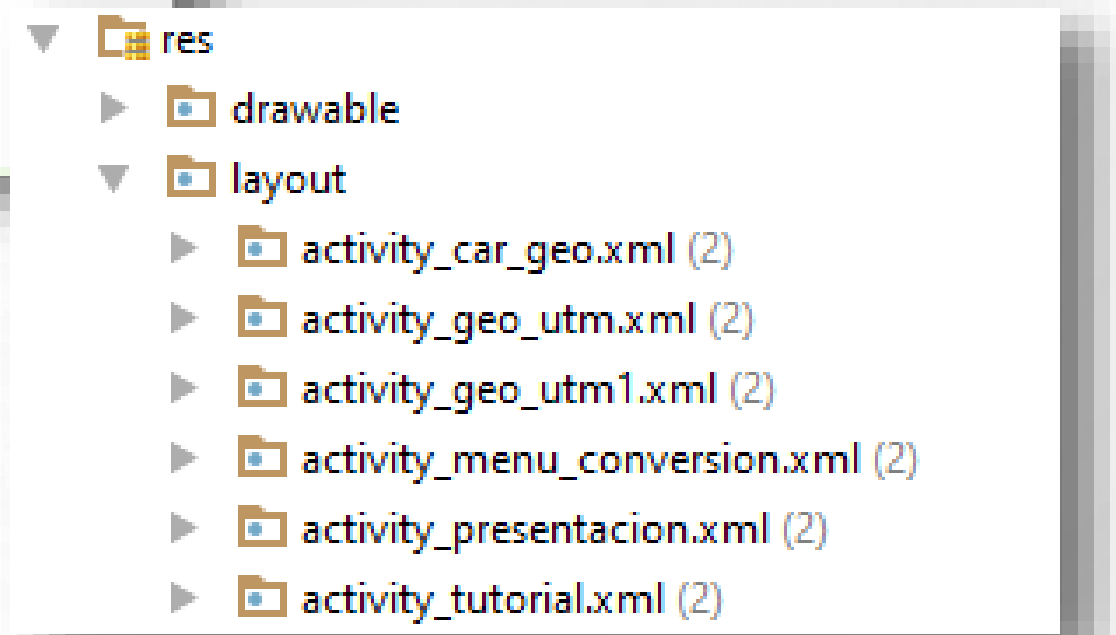 res
drawable
layout
activity_car_geo.xml (2)
activity_geo_utm.xml (2)
activity_geo_utm1.xml (2)
activity_menu_conversion.xml (2)
activity_presentacion.xml (2)
activity_tutorial.xml (2)